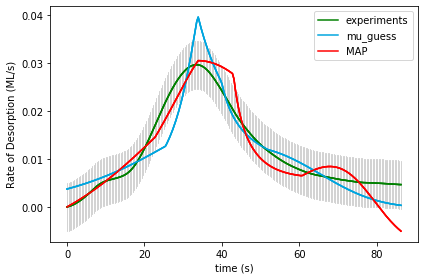 0.04
0.03
0.02
0.01
0.00
Rate of Desorption (ML/s)
experiments
mu_guess
MAP
0 20 40 60 80
time (s)